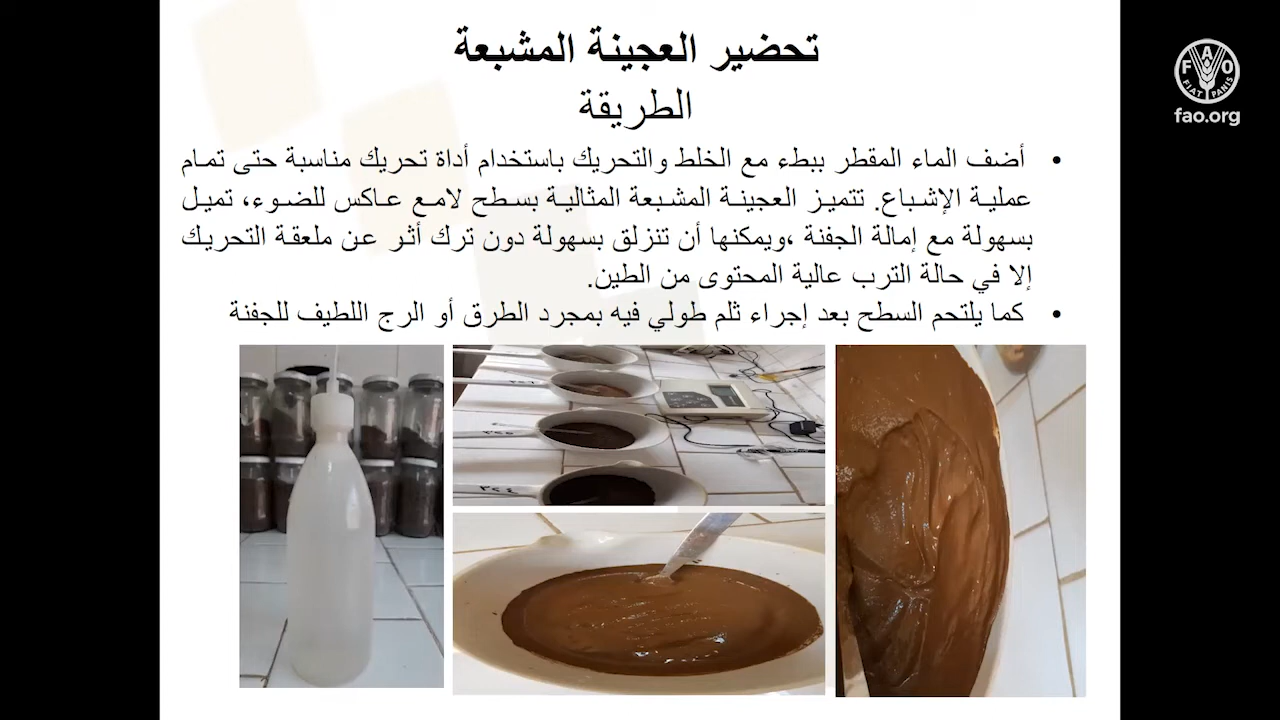 تحضير العجينة المشبعة
الطريقة
• أضف الماء المقطر ببطء مع الخلط والتحريك باستخدام أداة تحريك مناسبة حتى تمام
عملية الإشباع. تتميز العجينة المشبعة المثالية بسطح لامع عاكس للضوء، تميل
بسهولة مع إمالة الجفنة ،ويمكنها أن تنزلق بسهولة دون ترك أثر عن ملعقة التحريك
إلا في حالة الترب عالية المحتوى من الطين.
• كما يلتحم السطح بعد إجراء ثلم طولي فيه بمجرد الطرق أو الرج اللطيف للجفنة
FAO
FIAT PANIS
fao.org